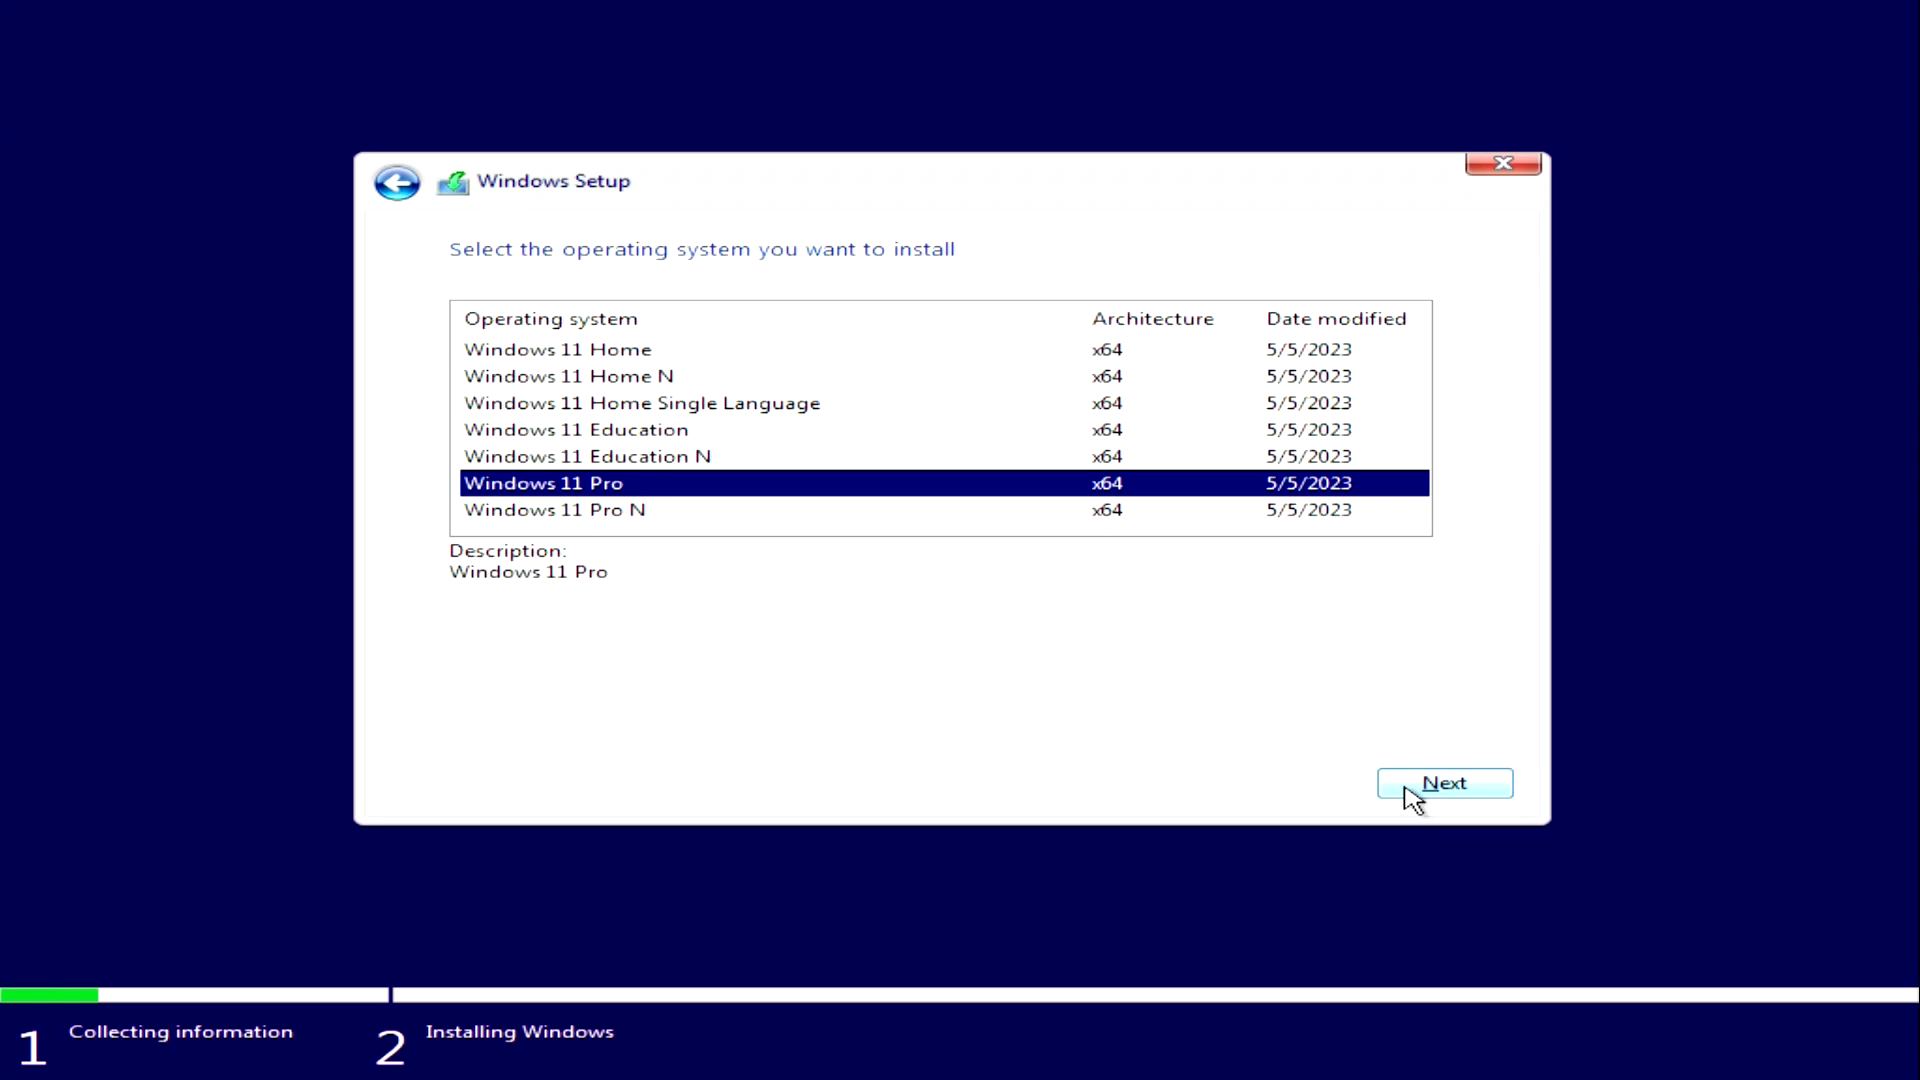 Windows Setup
Select the operating system you want to install
Operating system Architecture Date modified
Windows 11 Home x64 5/5/2023
Windows 11 Home N x64 5/5/2023
Windows 11 Home Single Language x64 5/5/2023
Windows 11 Education x64 5/5/2023
Windows 11 Education N x64 5/5/2023
Windows 11 Pro x64 5/5/2023
Windows 11 Pro N x64 5/5/2023
Description:
Windows 11 Pro
Next
1 Collecting information 2 Installing Windows